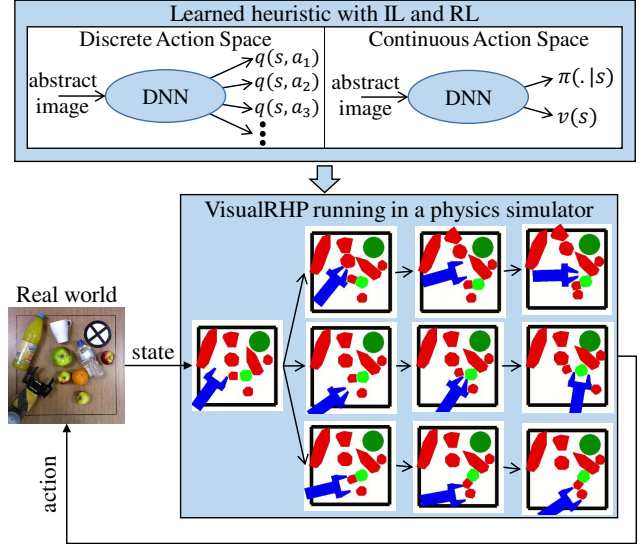 Learned heuristic with IL and RL
Discrete Action Space
abstract
image
DNN
q(s, a₁)
q(s, a₂)
q(s, a₃)
Continuous Action Space
abstract
image
DNN
π(. |s)
v(s)
VisualRHP running in a physics simulator
Real world
state
action